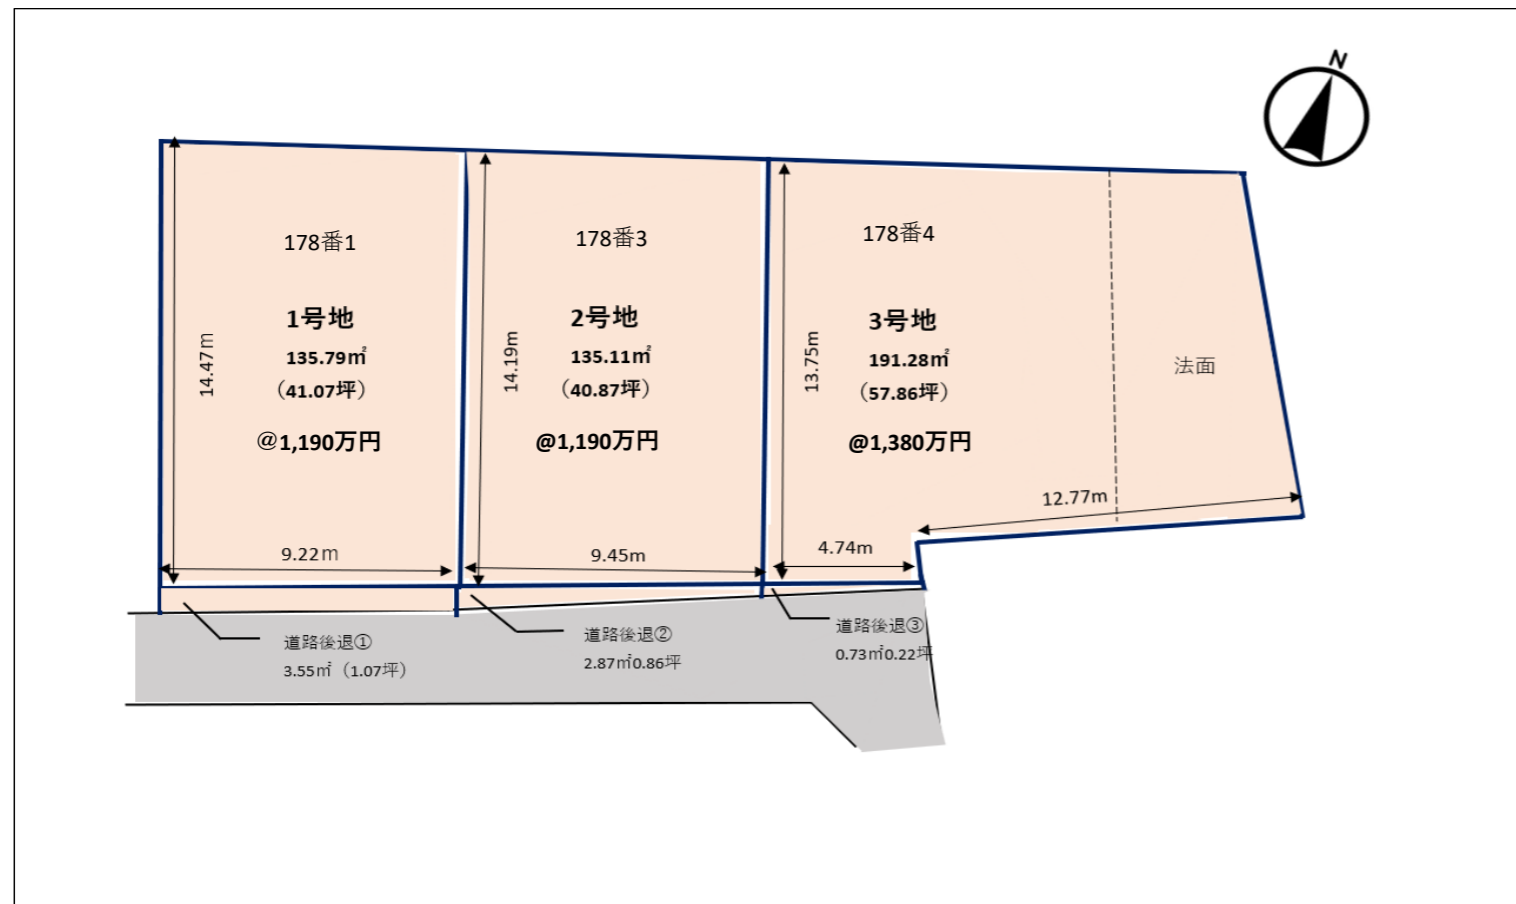 N
178番1
1号地
135.79㎡
（41.07坪）
@1,190万円
14.47m
9.22m
178番3
2号地
135.11㎡
（40.87坪）
@1,190万円
14.19m
9.45m
178番4
3号地
191.28㎡
（57.86坪）
@1,380万円
13.75m
4.74m
12.77m
法面
道路後退①
3.55㎡（1.07坪）
道路後退②
2.87㎡0.86坪
道路後退③
0.73㎡0.22坪